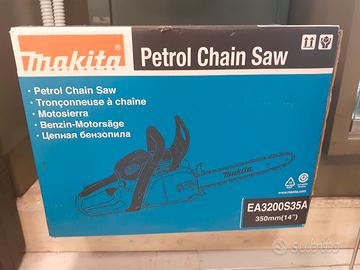 makita Petrol Chain Saw
• Petrol Chain Saw
• Tronçonneuse à chaîne
• Motosierra
• Benzin-Motorsäge
• Цепная бензопила
makita
EA3200S35A
350mm(14")
subito